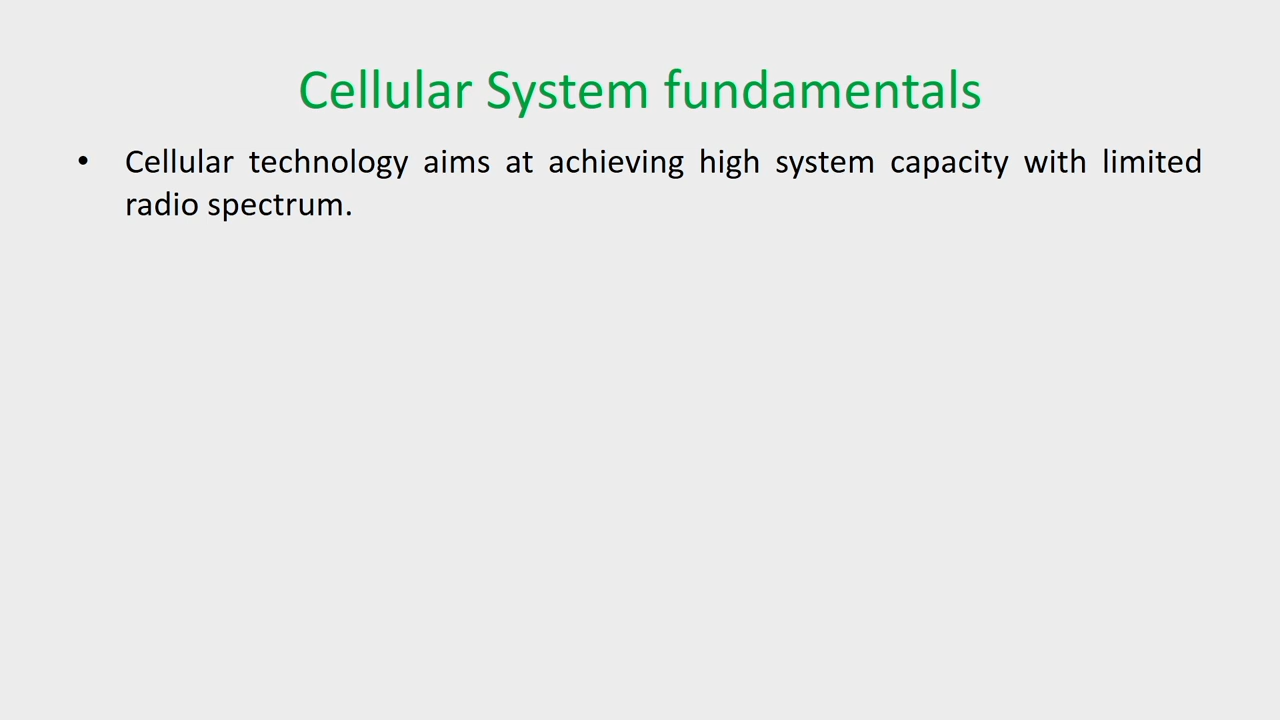 Cellular System fundamentals
• Cellular technology aims at achieving high system capacity with limited
radio spectrum.